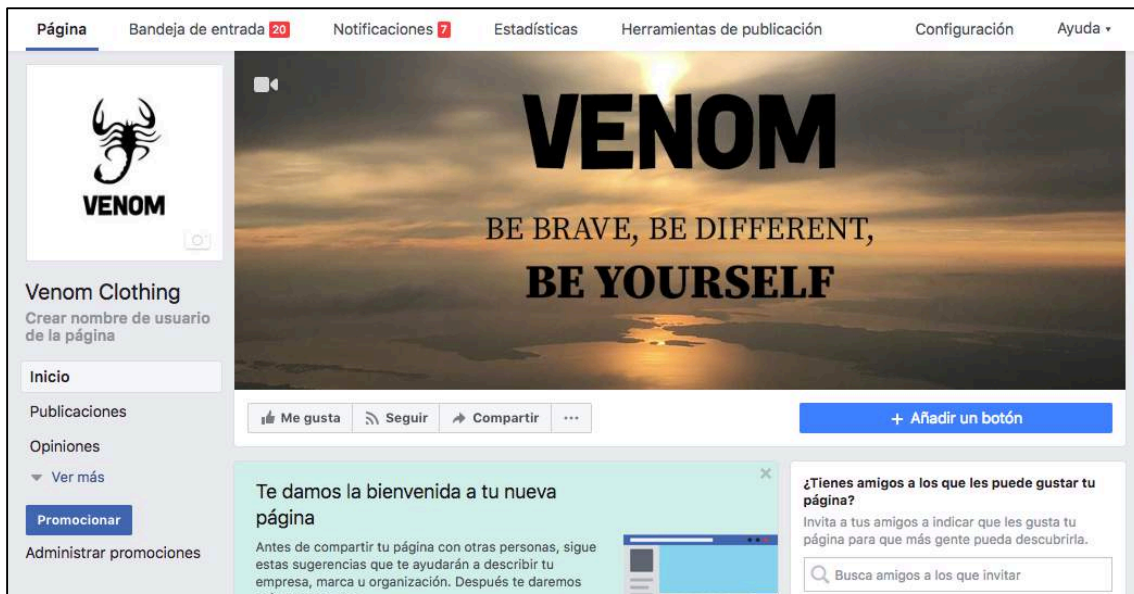 Página
Bandeja de entrada 20
Notificaciones 7
Estadísticas
Herramientas de publicación
Configuración
Ayuda
VENOM
Venom Clothing
Crear nombre de usuario
de la página
Inicio
Publicaciones
Opiniones
Ver más
Promocionar
Administrar promociones
VENOM
BE BRAVE, BE DIFFERENT,
BE YOURSELF
Me gusta
Seguir
Compartir
+ Añadir un botón
Te damos la bienvenida a tu nueva
página
Antes de compartir tu página con otras personas, sigue
estas sugerencias que te ayudarán a describir tu
empresa, marca u organización. Después te daremos
¿Tienes amigos a los que les puede gustar tu
página?
Invita a tus amigos a indicar que les gusta tu
página para que más gente pueda descubrirla.
Busca amigos a los que invitar